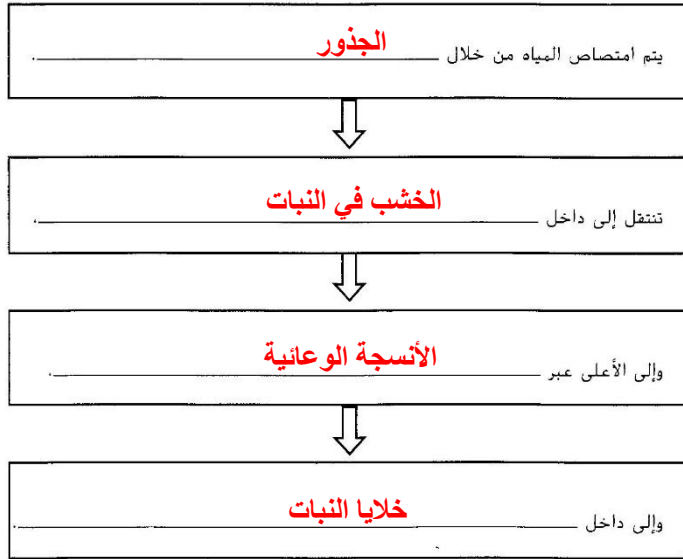 يتم امتصاص المياه من خلال الجذور.
تنتقل إلى داخل الخشب في النبات.
وإلى الأعلى عبر الأنسجة الوعائية.
وإلى داخل خلايا النبات.